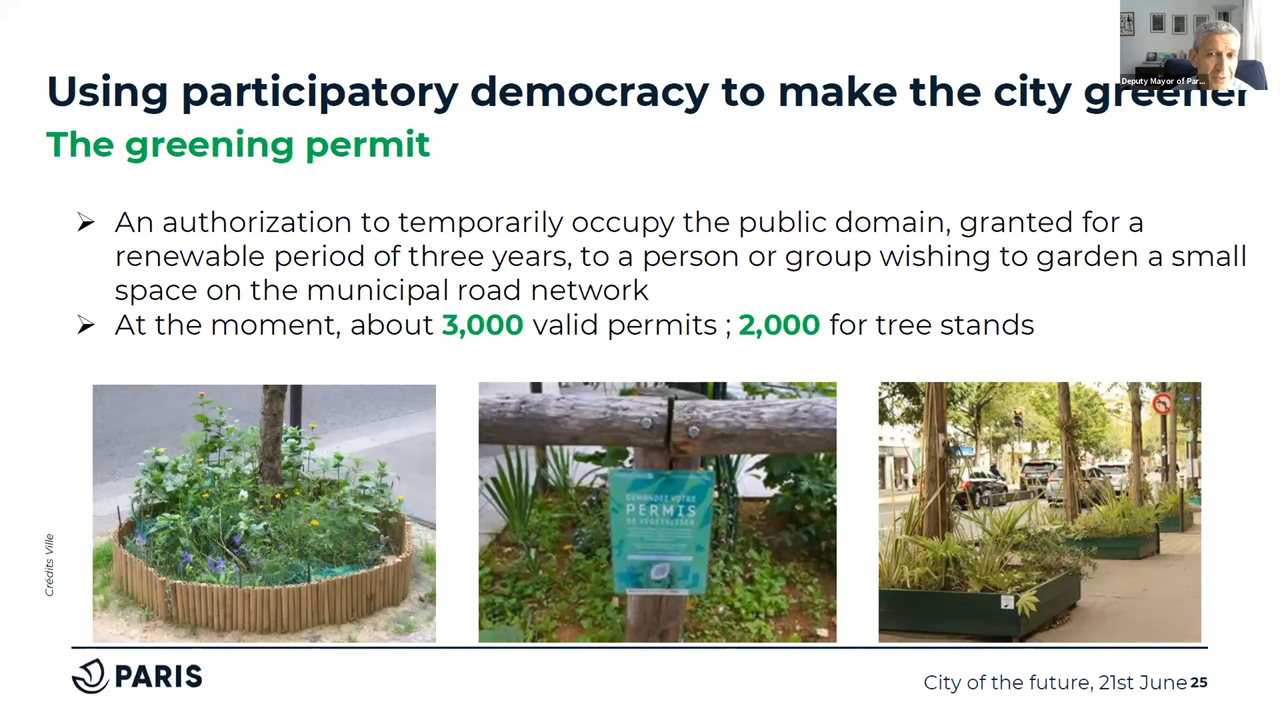 Deputy Mayor of Par...
Using participatory democracy to make the city greener
The greening permit
An authorization to temporarily occupy the public domain, granted for a
renewable period of three years, to a person or group wishing to garden a small
space on the municipal road network
At the moment, about 3,000 valid permits ; 2,000 for tree stands
DEMANDEZ VOTRE
PERMIS
DE VÉGÉTALISER
Crédits Ville
PARIS
City of the future, 21st June 25